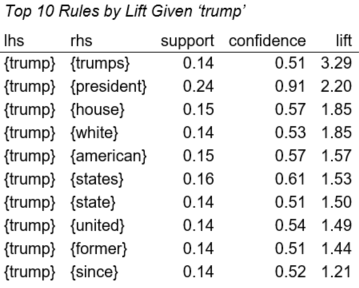 Top 10 Rules by Lift Given ‘trump’
lhs rhs support confidence lift
{trump} {trumps} 0.14 0.51 3.29
{trump} {president} 0.24 0.91 2.20
{trump} {house} 0.15 0.57 1.85
{trump} {white} 0.14 0.53 1.85
{trump} {american} 0.15 0.57 1.57
{trump} {states} 0.16 0.61 1.53
{trump} {state} 0.14 0.51 1.50
{trump} {united} 0.14 0.54 1.49
{trump} {former} 0.14 0.51 1.44
{trump} {since} 0.14 0.52 1.21